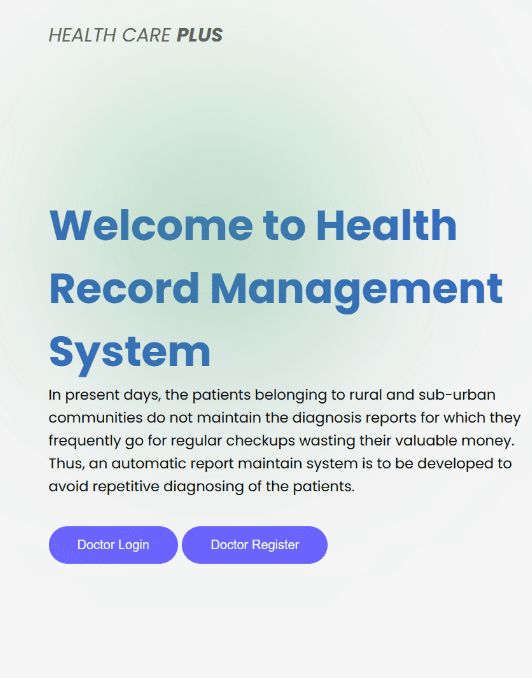 HEALTH CARE PLUS
Welcome to Health
Record Management
System
In present days, the patients belonging to rural and sub-urban
communities do not maintain the diagnosis reports for which they
frequently go for regular checkups wasting their valuable money.
Thus, an automatic report maintain system is to be developed to
avoid repetitive diagnosing of the patients.
Doctor Login Doctor Register